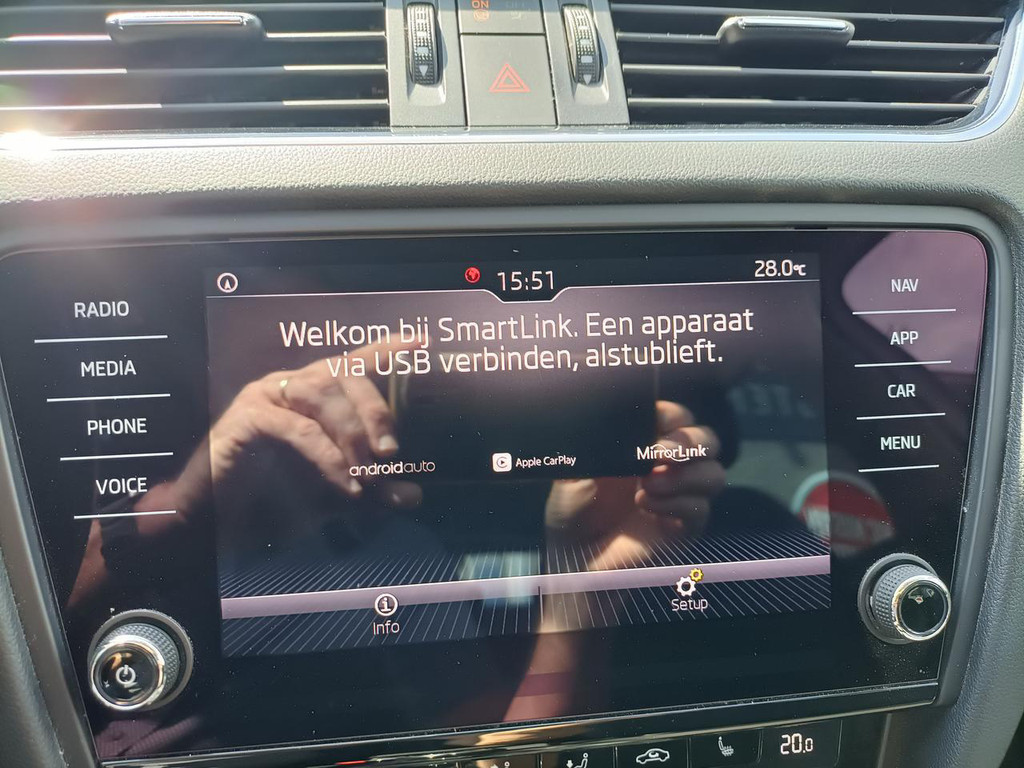 15:51
28.0°C
RADIO
MEDIA
PHONE
VOICE
Welkom bij SmartLink. Een apparaat
via USB verbinden, alstublieft.
androidauto
Apple CarPlay
MirrorLink
Info
Setup
NAV
APP
CAR
MENU
20.0